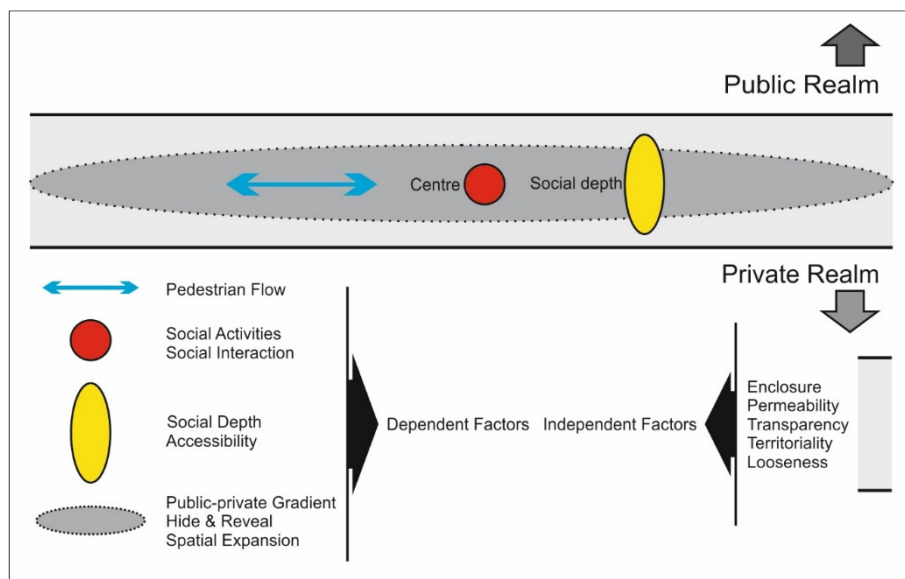 Public Realm
Centre
Social depth
Private Realm
Pedestrian Flow
Social Activities
Social Interaction
Social Depth
Accessibility
Public-private Gradient
Hide & Reveal
Spatial Expansion
Dependent Factors
Independent Factors
Enclosure
Permeability
Transparency
Territoriality
Looseness